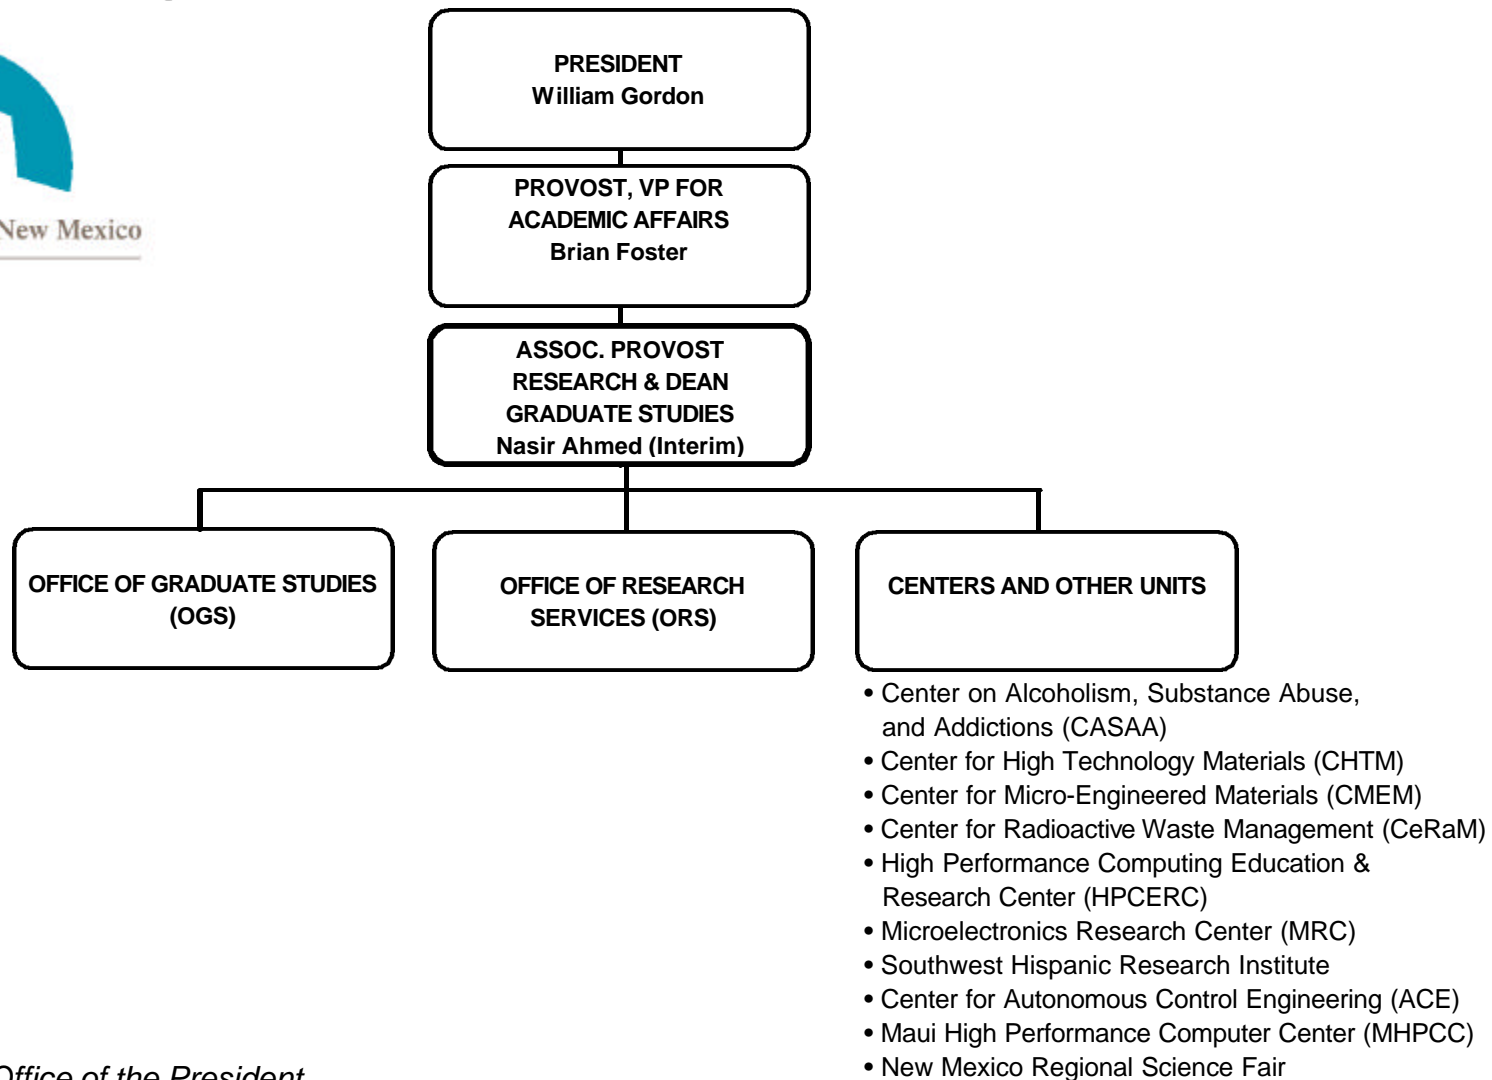 PRESIDENT
William Gordon
New Mexico
PROVOST, VP FOR
ACADEMIC AFFAIRS
Brian Foster
ASSOC. PROVOST
RESEARCH & DEAN
GRADUATE STUDIES
Nasir Ahmed (Interim)
OFFICE OF GRADUATE STUDIES
(OGS)
OFFICE OF RESEARCH
SERVICES (ORS)
CENTERS AND OTHER UNITS
• Center on Alcoholism, Substance Abuse,
and Addictions (CASAA)
• Center for High Technology Materials (CHTM)
• Center for Micro-Engineered Materials (CMEM)
• Center for Radioactive Waste Management (CeRaM)
• High Performance Computing Education &
Research Center (HPCERC)
• Microelectronics Research Center (MRC)
• Southwest Hispanic Research Institute
• Center for Autonomous Control Engineering (ACE)
• Maui High Performance Computer Center (MHPCC)
• New Mexico Regional Science Fair
Office of the President